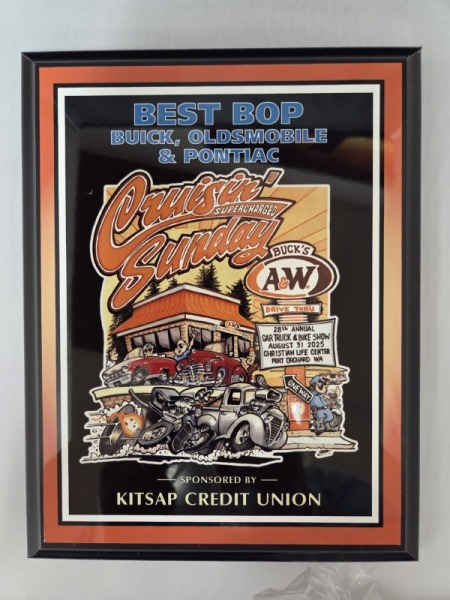 BEST BOP
BUICK, OLDSMOBILE
& PONTIAC
Cruisin'
SUPERCHARGED
Sunday
BUCK'S
A&W
DRIVE THRU
28TH ANNUAL
CAR TRUCK & BIKE SHOW
AUGUST 31 2025
CHRISTIAN LIFE CENTER
PORT ORCHARD WA
A&W
ONE WAY
SPONSORED BY
KITSAP CREDIT UNION